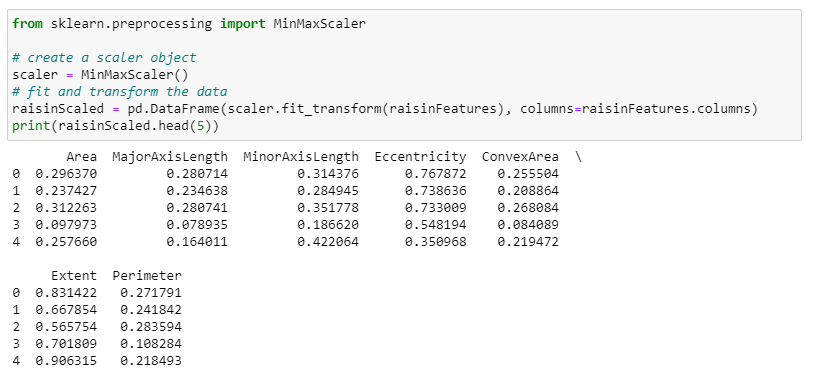 from sklearn.preprocessing import MinMaxScaler
# create a scaler object
scaler = MinMaxScaler()
# fit and transform the data
raisinScaled = pd.DataFrame(scaler.fit_transform(raisinFeatures), columns=raisinFeatures.columns)
print(raisinScaled.head(5))
Area MajorAxisLength MinorAxisLength Eccentricity ConvexArea \
0 0.296370 0.280714 0.314376 0.767872 0.255504
1 0.237427 0.234638 0.284945 0.738636 0.208864
2 0.312263 0.280741 0.351778 0.733009 0.268084
3 0.097973 0.078935 0.186620 0.548194 0.084089
4 0.257660 0.164011 0.422064 0.350968 0.219472
Extent Perimeter
0 0.831422 0.271791
1 0.667854 0.241842
2 0.565754 0.283594
3 0.701809 0.108284
4 0.906315 0.218493